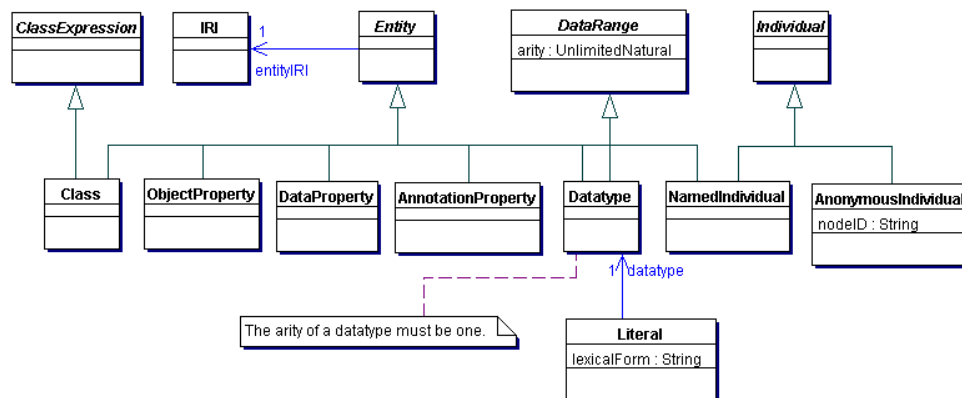 ClassExpression
IRI
Entity
DataRange
Individual
arity : UnlimitedNatural
1
entityIRI
Class
ObjectProperty
DataProperty
AnnotationProperty
Datatype
NamedIndividual
AnonymousIndividual
nodeID : String
1 datatype
The arity of a datatype must be one.
Literal
lexicalForm : String